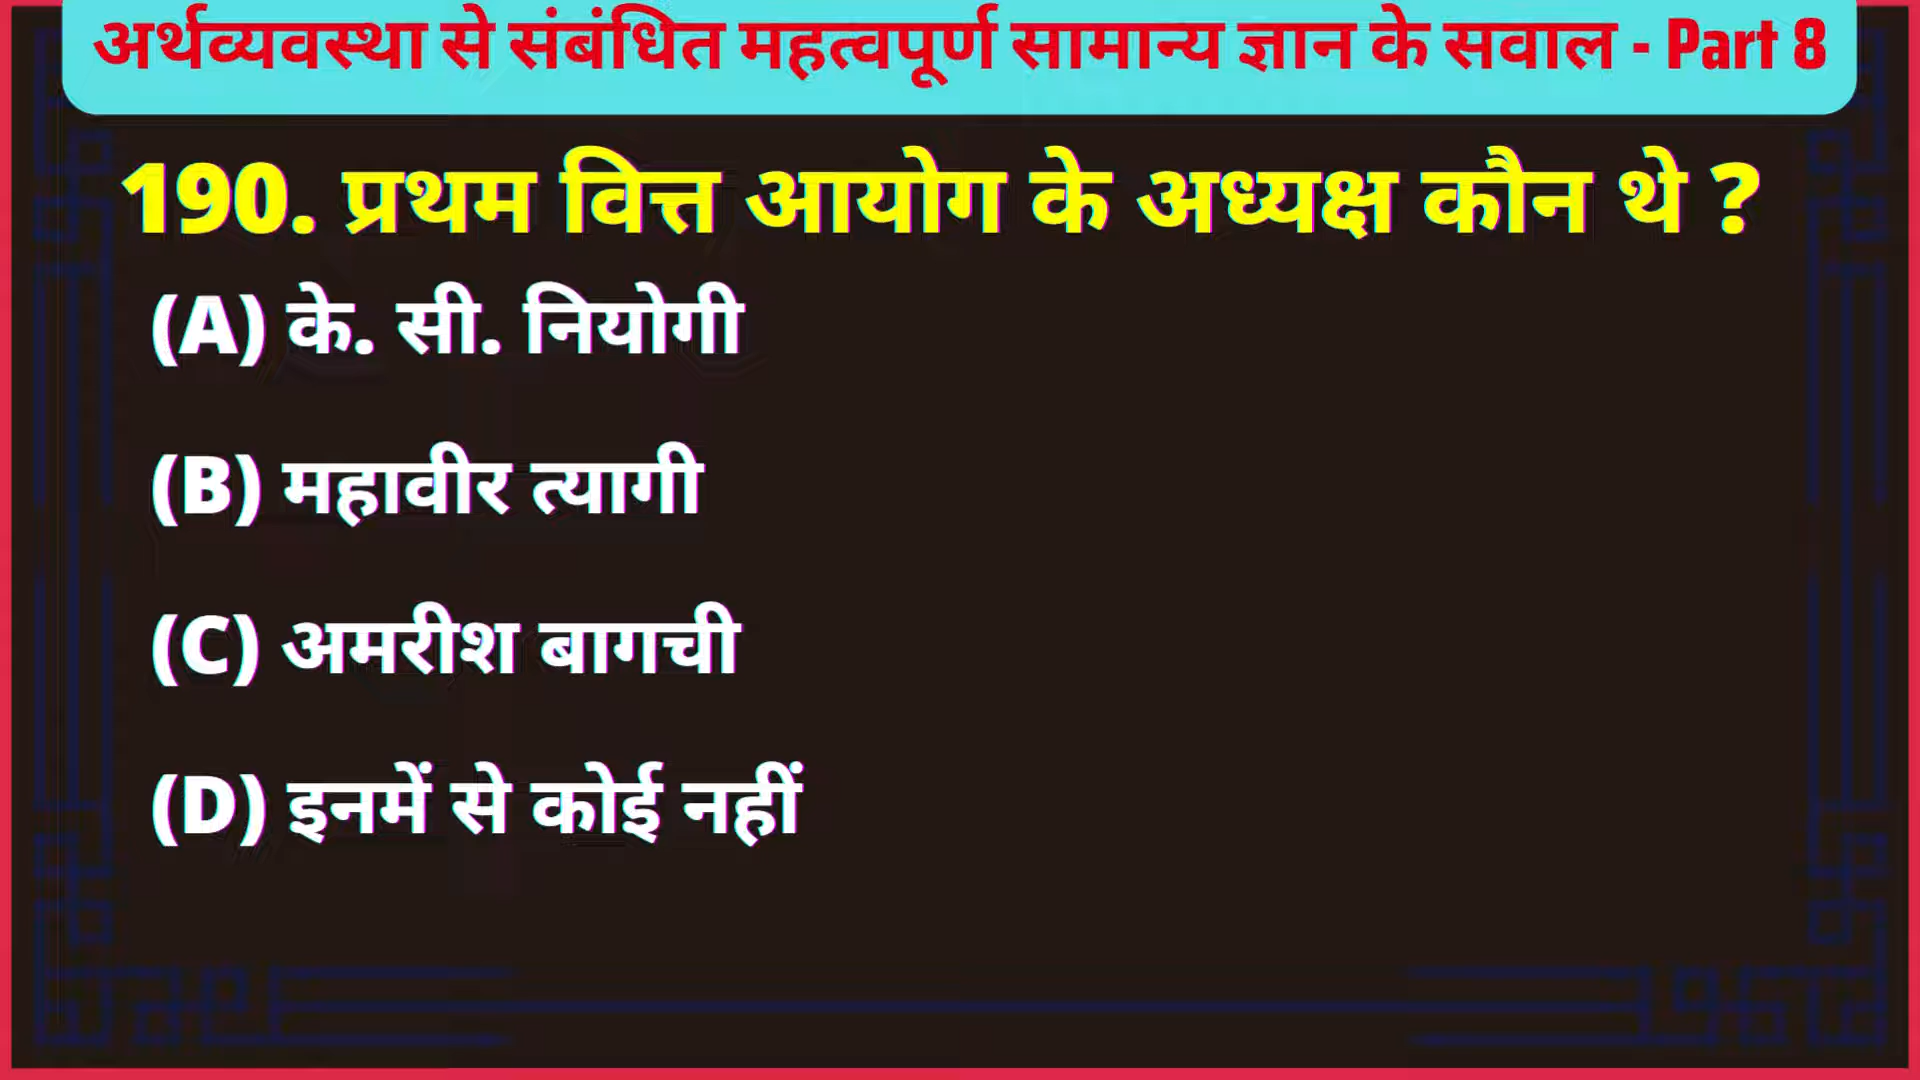 अर्थव्यवस्था से संबंधित महत्वपूर्ण सामान्य ज्ञान के सवाल - Part 8
190. प्रथम वित्त आयोग के अध्यक्ष कौन थे ?
(A) के. सी. नियोगी
(B) महावीर त्यागी
(C) अमरीश बागची
(D) इनमें से कोई नहीं